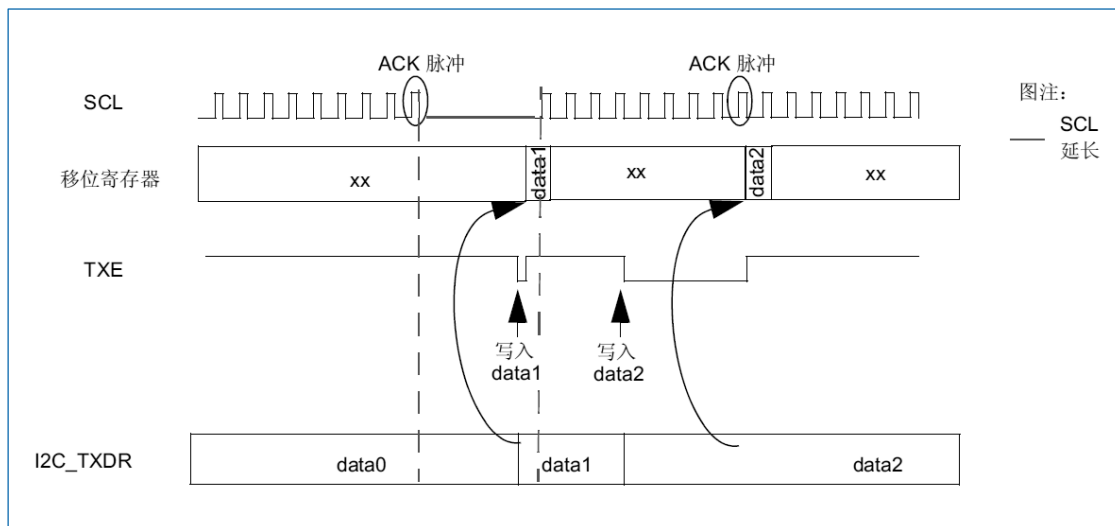 ACK 脉冲
ACK 脉冲
SCL
图注：
SCL
延长
移位寄存器
xx
data1
xx
data2
xx
TXE
写入
data1
写入
data2
I2C_TXDR
data0
data1
data2